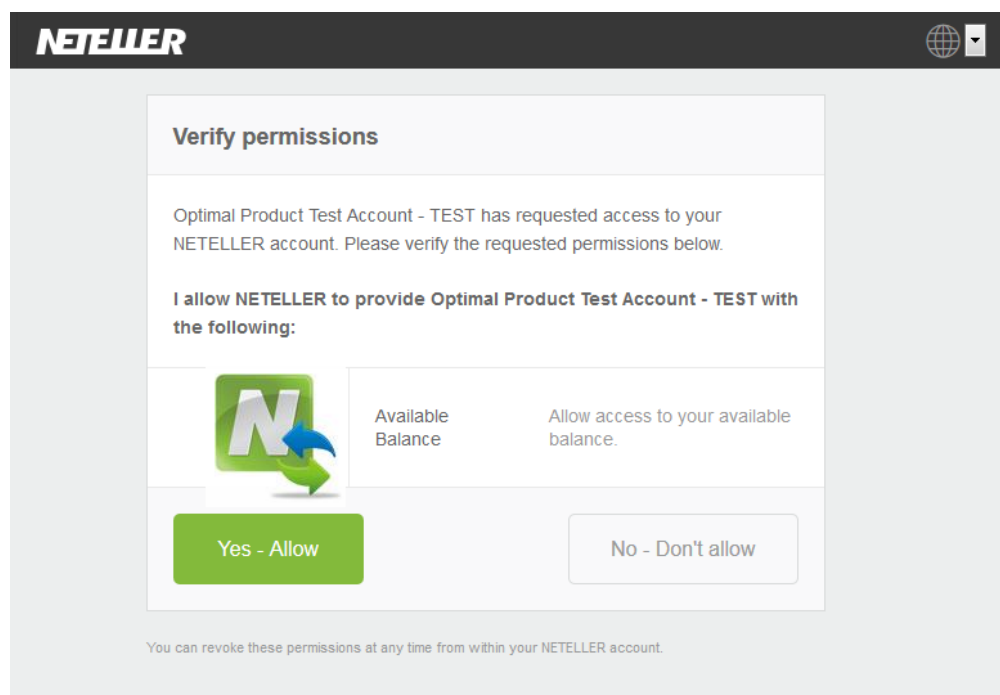 NETELLER
Verify permissions
Optimal Product Test Account - TEST has requested access to your
NETELLER account. Please verify the requested permissions below.
I allow NETELLER to provide Optimal Product Test Account - TEST with
the following:
N
Available
Balance
Allow access to your available
balance.
Yes - Allow
No - Don't allow
You can revoke these permissions at any time from within your NETELLER account.